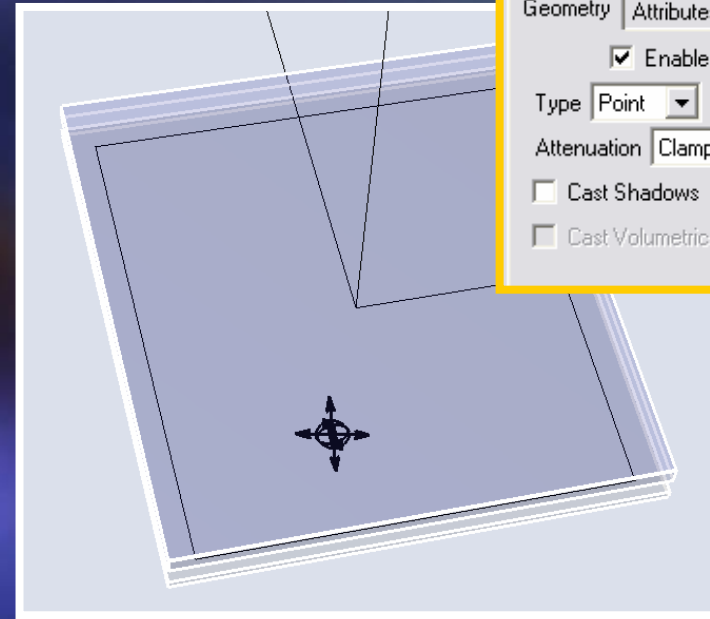 Geometry Attribute
Enable
Type Point
Attenuation Clamp
Cast Shadows
Cast Volumetric